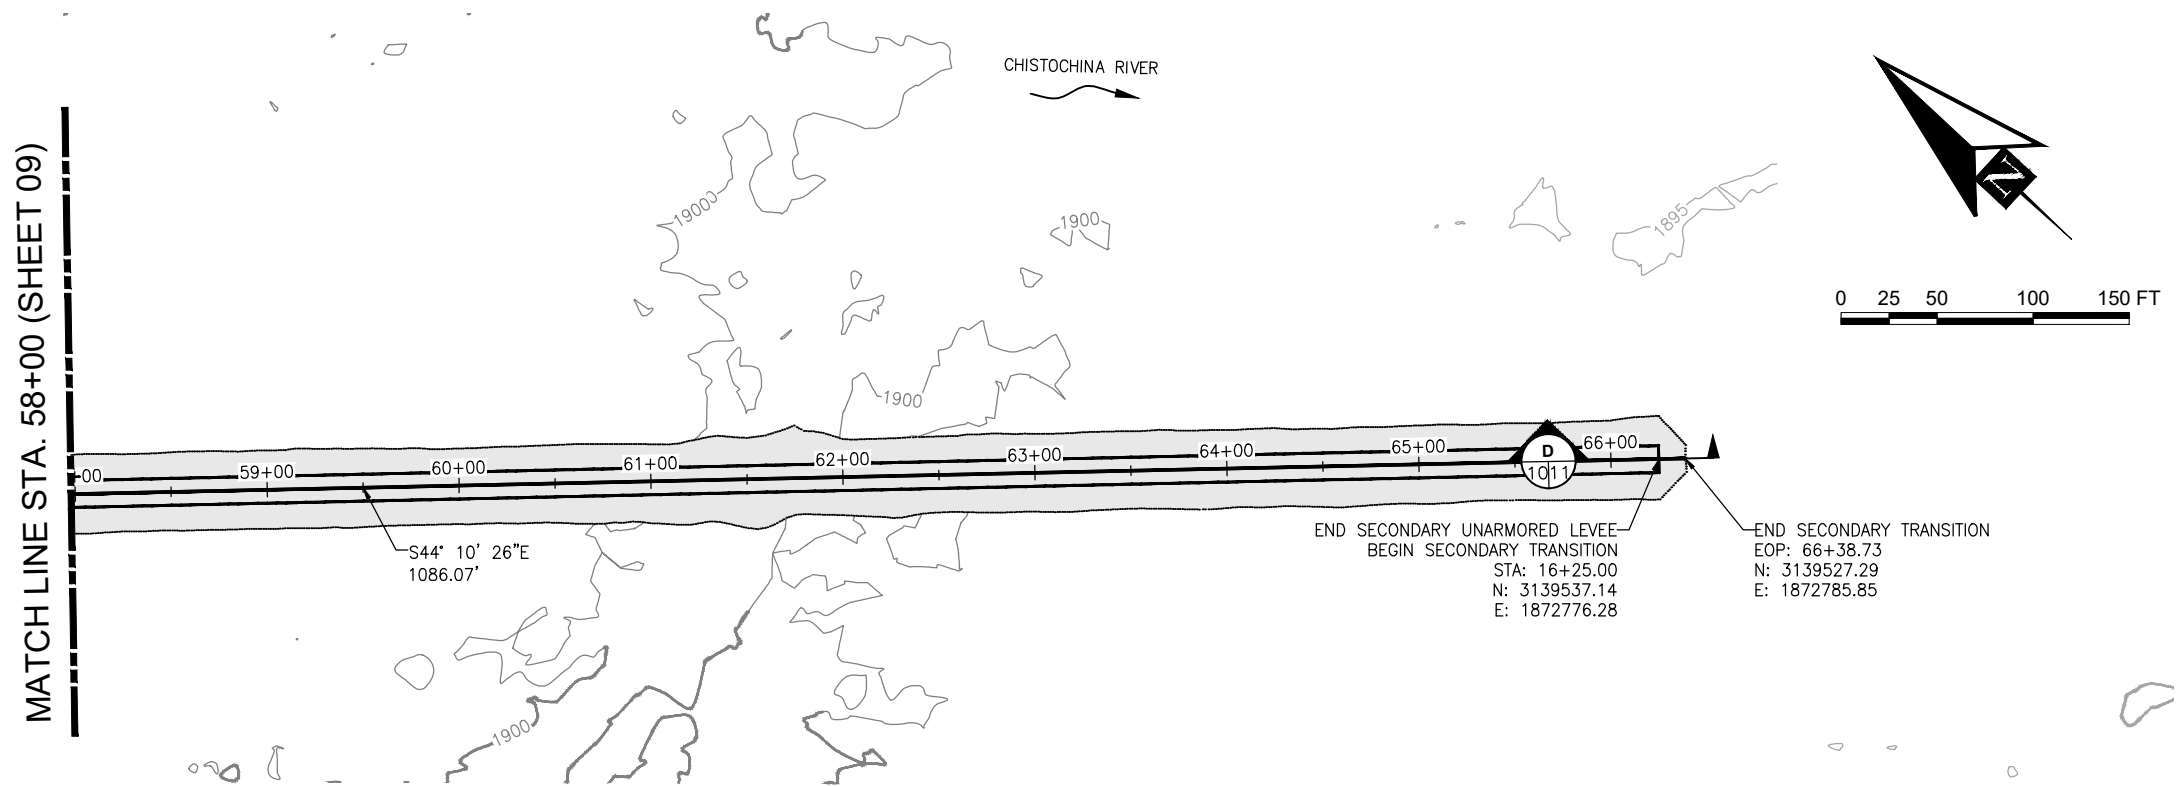 CHISTOCHINA RIVER
MATCH LINE STA. 58+00 (SHEET 09)
19000
1900
1895
N
0 25 50 100 150 FT
1900
+00
59+00
60+00
61+00
62+00
63+00
64+00
65+00
66+00
D
10 11
S44° 10' 26"E
1086.07'
END SECONDARY UNARMORED LEVEE
BEGIN SECONDARY TRANSITION
STA: 16+25.00
N: 3139537.14
E: 1872776.28
END SECONDARY TRANSITION
EOP: 66+38.73
N: 3139527.29
E: 1872785.85
1900